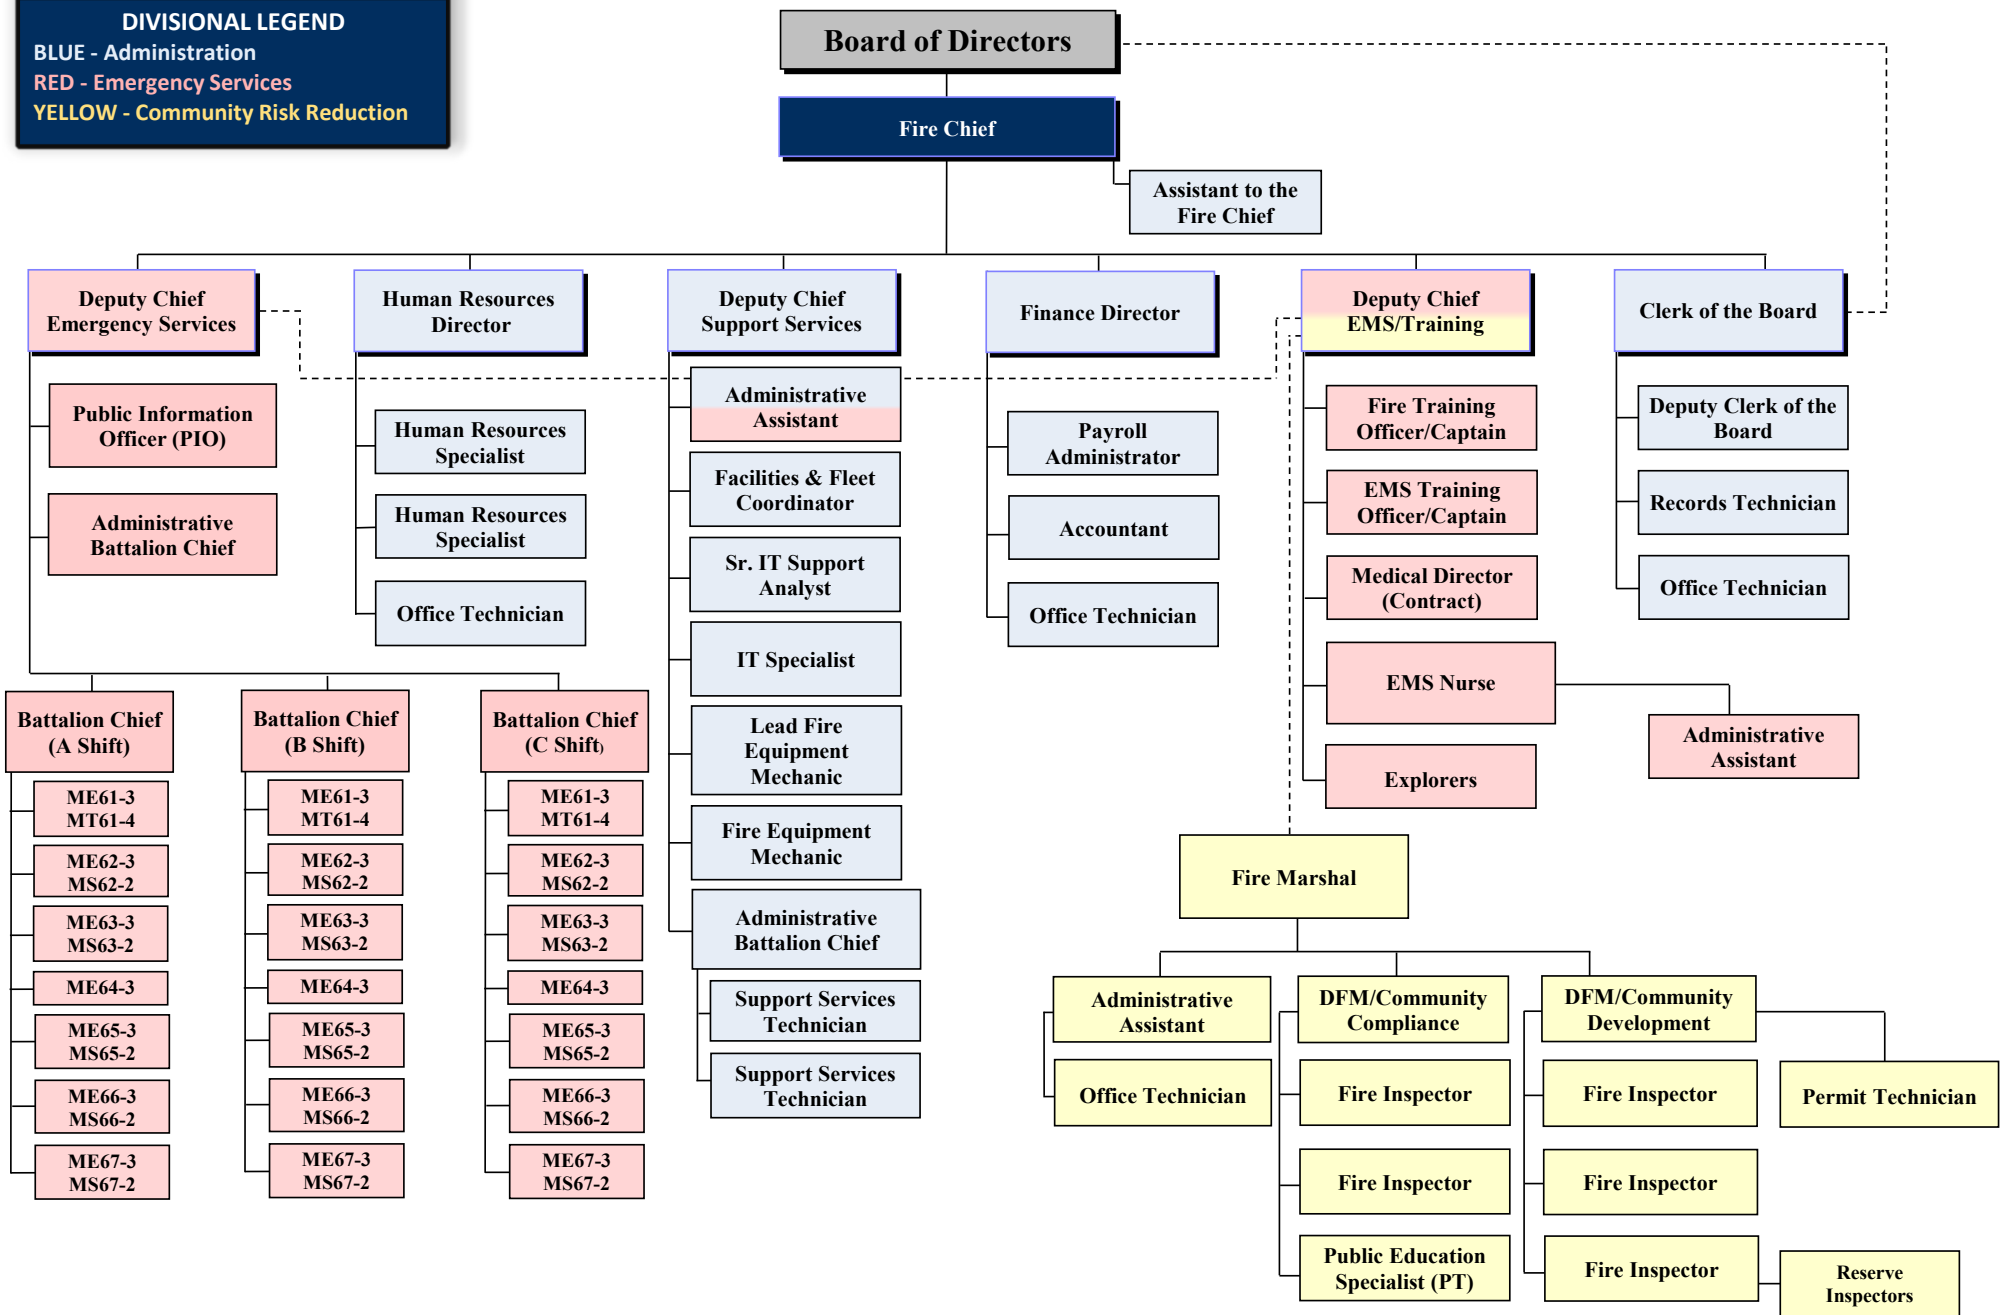 DIVISIONAL LEGEND
BLUE - Administration
RED - Emergency Services
YELLOW - Community Risk Reduction
Board of Directors
Fire Chief
Assistant to the
Fire Chief
Deputy Chief
Emergency Services
Public Information
Officer (PIO)
Administrative
Battalion Chief
Battalion Chief
(A Shift)
ME61-3
MT61-4
ME62-3
MS62-2
ME63-3
MS63-2
ME64-3
ME65-3
MS65-2
ME66-3
MS66-2
ME67-3
MS67-2
Battalion Chief
(B Shift)
ME61-3
MT61-4
ME62-3
MS62-2
ME63-3
MS63-2
ME64-3
ME65-3
MS65-2
ME66-3
MS66-2
ME67-3
MS67-2
Battalion Chief
(C Shift)
ME61-3
MT61-4
ME62-3
MS62-2
ME63-3
MS63-2
ME64-3
ME65-3
MS65-2
ME66-3
MS66-2
ME67-3
MS67-2
Human Resources
Director
Human Resources
Specialist
Human Resources
Specialist
Office Technician
Deputy Chief
Support Services
Administrative
Assistant
Facilities & Fleet
Coordinator
Sr. IT Support
Analyst
IT Specialist
Lead Fire
Equipment
Mechanic
Fire Equipment
Mechanic
Administrative
Battalion Chief
Support Services
Technician
Support Services
Technician
Finance Director
Payroll
Administrator
Accountant
Office Technician
Deputy Chief
EMS/Training
Fire Training
Officer/Captain
EMS Training
Officer/Captain
Medical Director
(Contract)
EMS Nurse
Administrative
Assistant
Explorers
Clerk of the Board
Deputy Clerk of the
Board
Records Technician
Office Technician
Fire Marshal
Administrative
Assistant
Office Technician
DFM/Community
Compliance
Fire Inspector
Fire Inspector
Public Education
Specialist (PT)
DFM/Community
Development
Fire Inspector
Fire Inspector
Fire Inspector
Permit Technician
Reserve
Inspectors